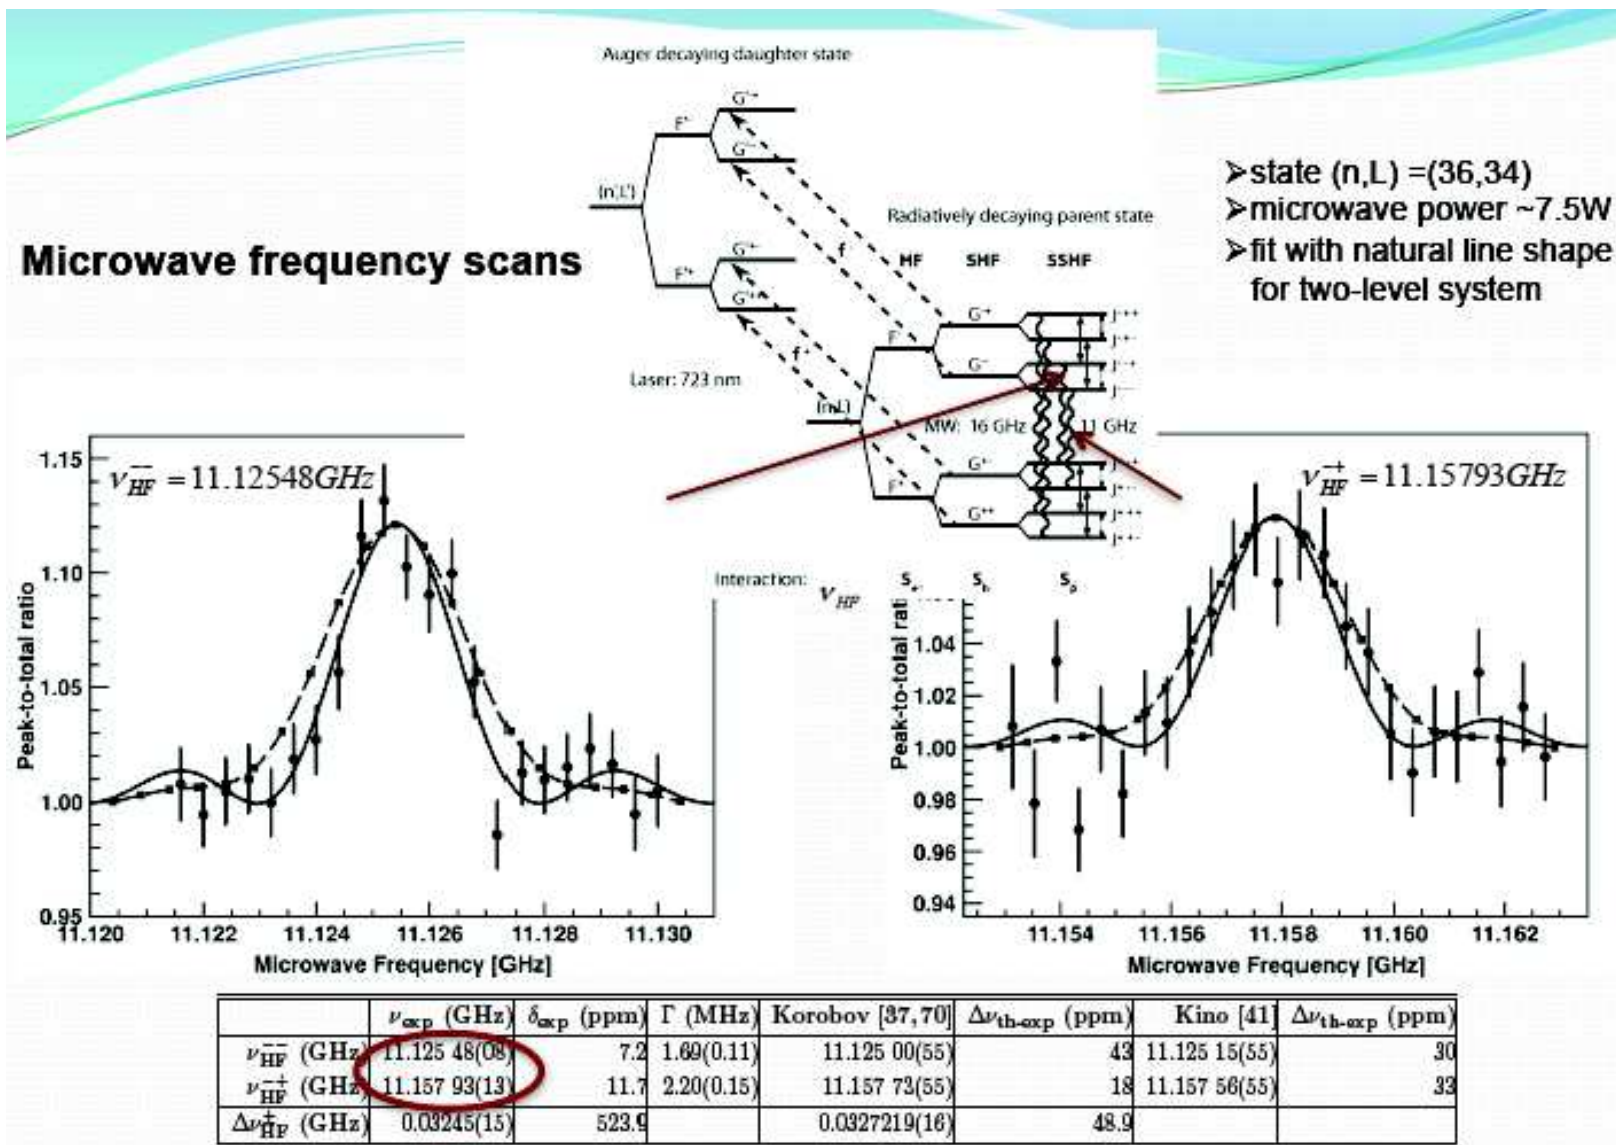 Auger decaying daughter state
G'-+
F'-
G'--
(n',L')
Radiatively decaying parent state
➢state (n,L) =(36,34)
➢microwave power ~7.5W
➢fit with natural line shape
for two-level system
Microwave frequency scans
G'+-
F'+
G'++
f-
HF SHF SSHF
G-+
J-++
J-+-
F-
G--
J--+
J---
f+
Laser: 723 nm
(n,L)
MW: 16 GHz 11 GHz
G+-
J+-+
J+--
F+
G++
J+++
J++-
Interaction: S_e S_p̄
ν_HF
ν_HF^-- = 11.12548GHz
1.15
1.10
1.05
1.00
0.95
Peak-to-total ratio
11.120 11.122 11.124 11.126 11.128 11.130
Microwave Frequency [GHz]
ν_HF^-+ = 11.15793GHz
1.04
1.02
1.00
0.98
0.96
0.94
Peak-to-total rati
11.154 11.156 11.158 11.160 11.162
Microwave Frequency [GHz]
ν_exp (GHz) δ_exp (ppm) Γ (MHz) Korobov [37,70] Δν_th-exp (ppm) Kino [41] Δν_th-exp (ppm)
ν_HF^-- (GHz) 11.125 48(08) 7.2 1.69(0.11) 11.125 00(55) 43 11.125 15(55) 30
ν_HF^-+ (GHz) 11.157 93(13) 11.7 2.20(0.15) 11.157 73(55) 18 11.157 56(55) 33
Δν_HF^± (GHz) 0.03245(15) 523.9 0.0327219(16) 48.9